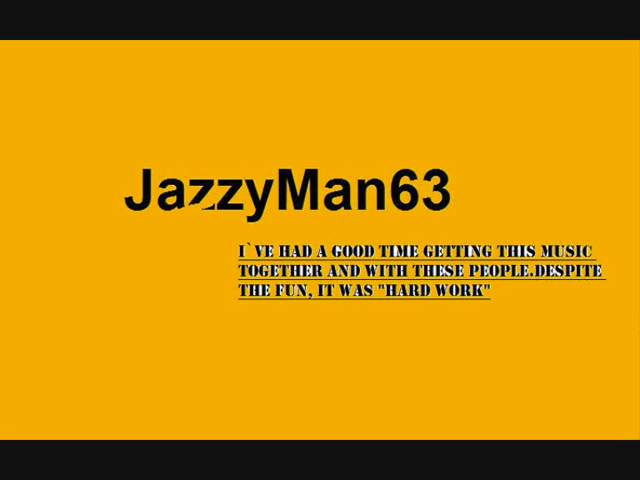 JazzyMan63
I`VE HAD A GOOD TIME GETTING THIS MUSIC
TOGETHER AND WITH THESE PEOPLE.DESPITE
THE FUN, IT WAS "HARD WORK"